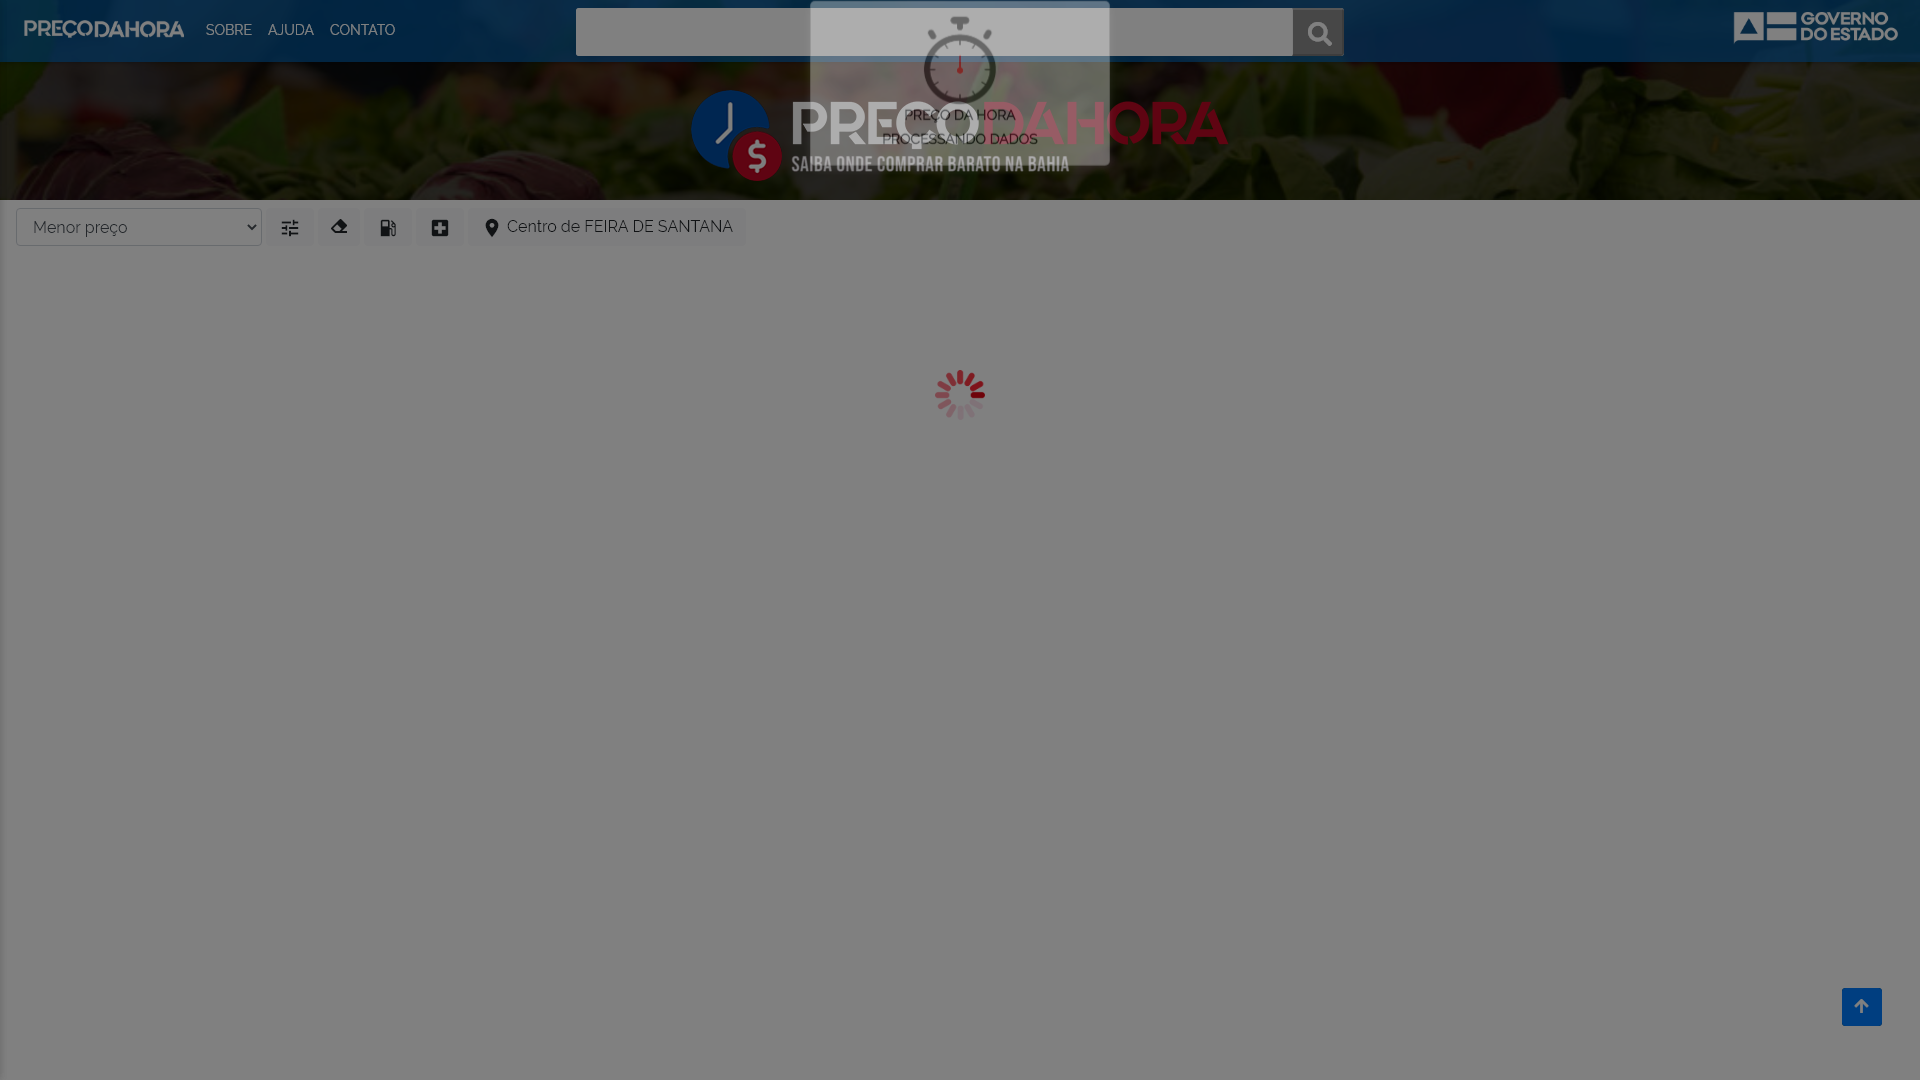 PREÇODAHORA
SOBRE
AJUDA
CONTATO
GOVERNO
DO ESTADO
PREÇODAHORA
SAIBA ONDE COMPRAR BARATO NA BAHIA
PREÇO DA HORA
PROCESSANDO DADOS
Menor preço
Centro de FEIRA DE SANTANA